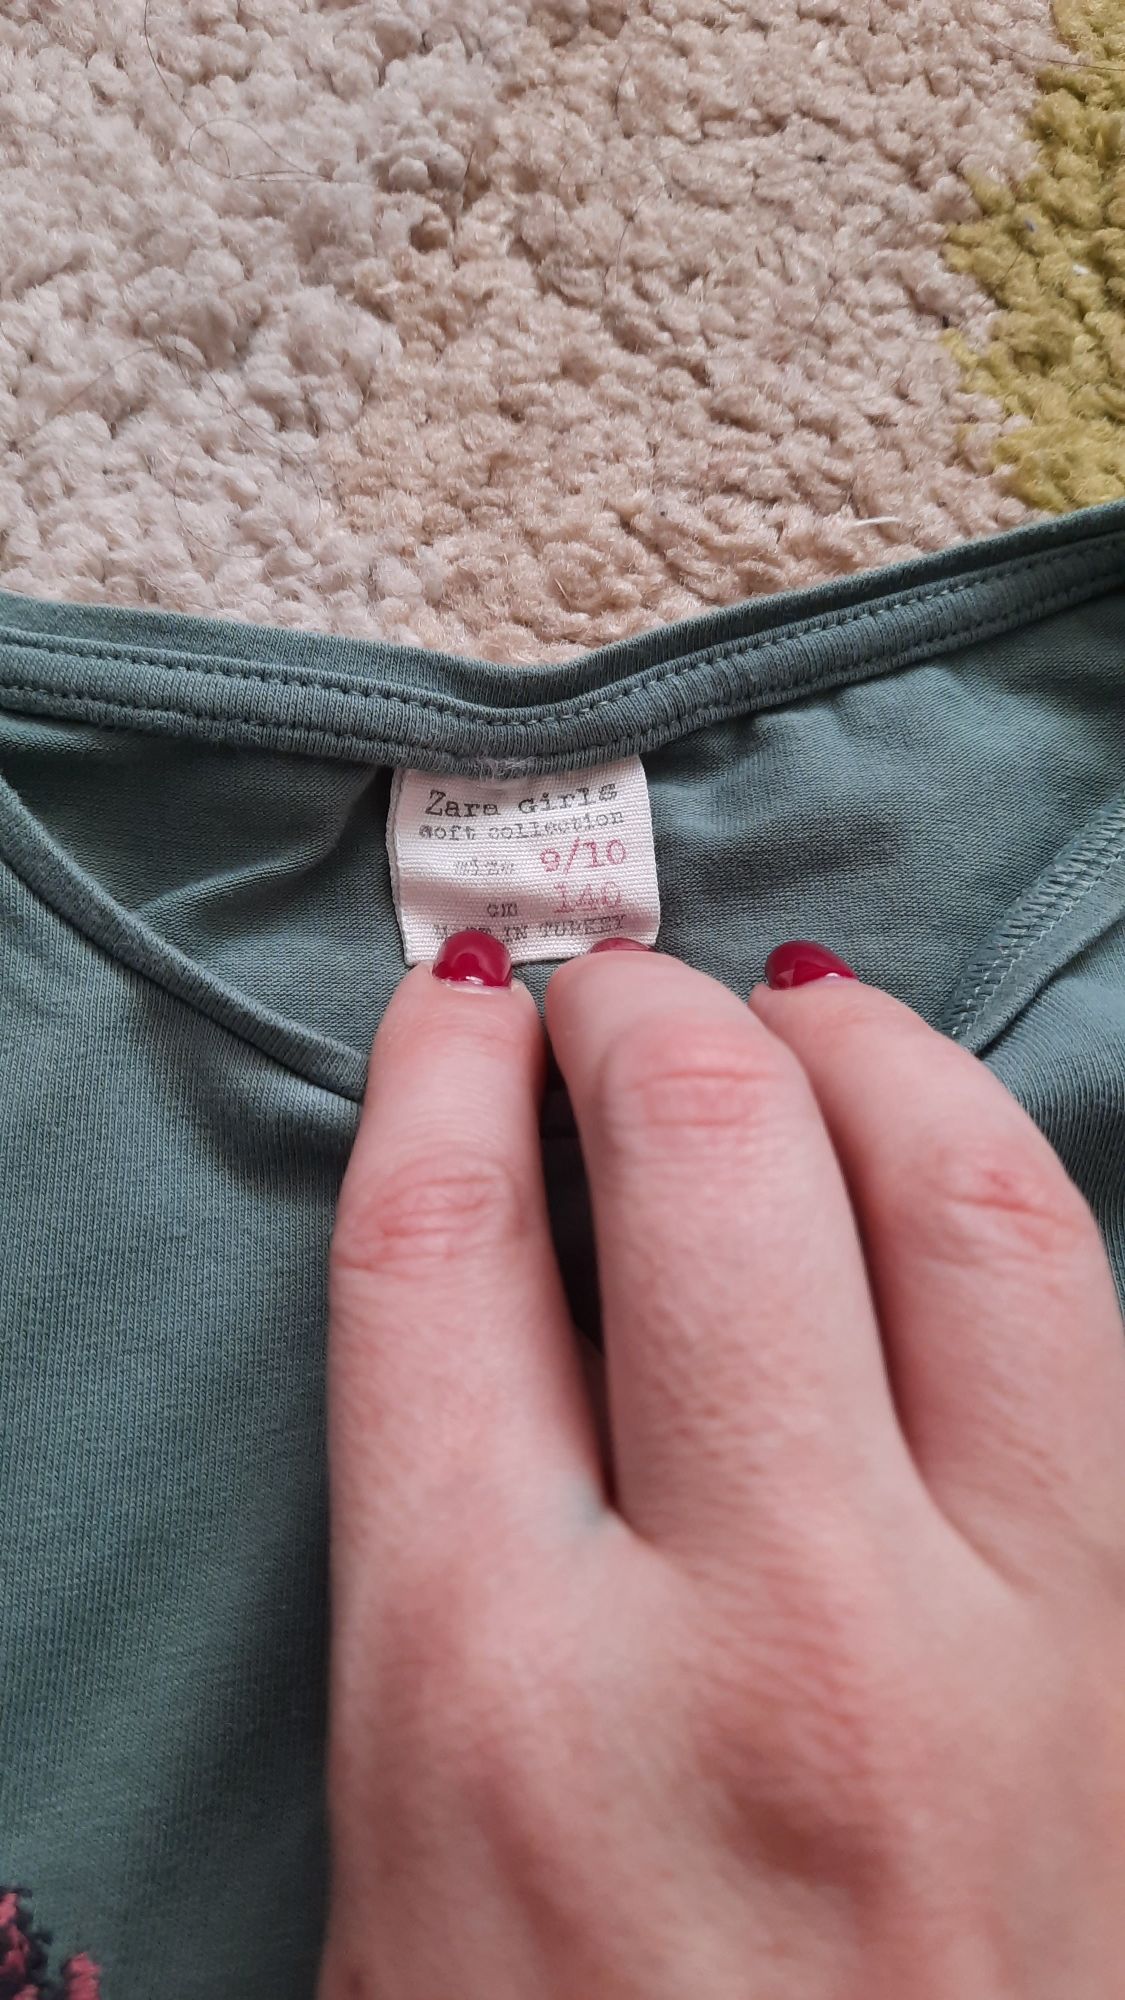 Zara Girls
soft collection
size 9/10
cm 140
MADE IN TURKEY